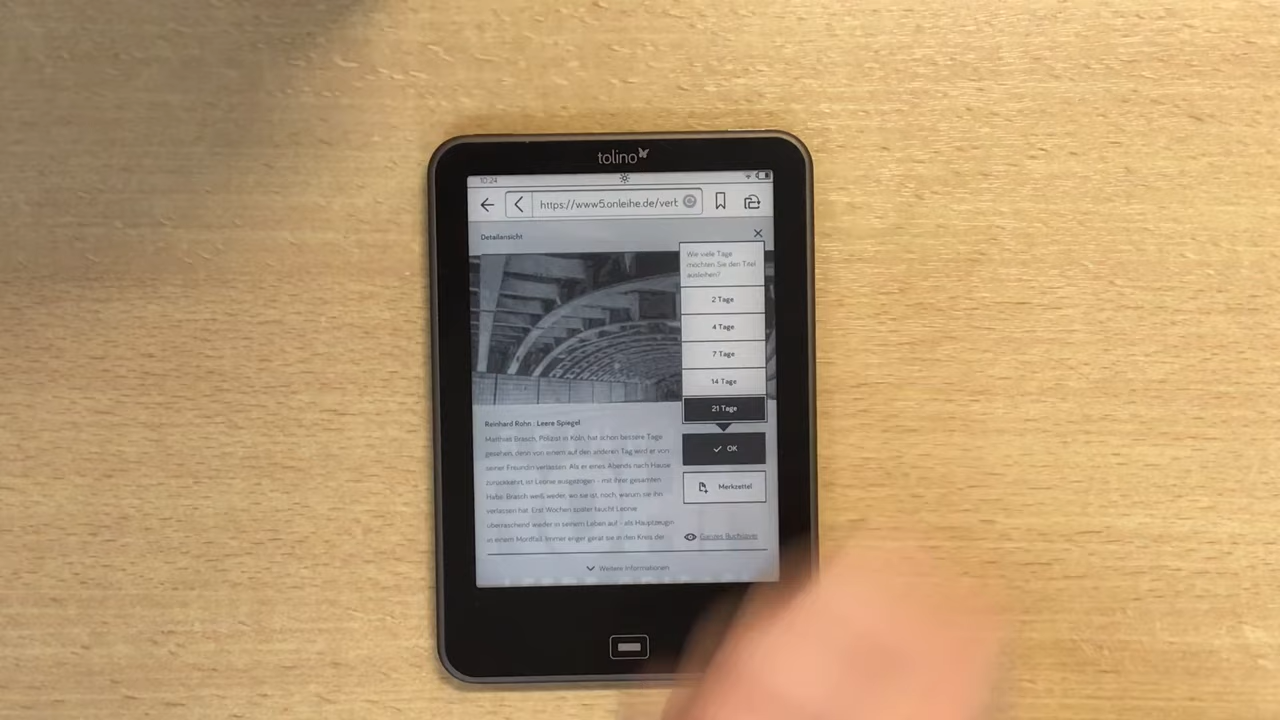 tolino
10:24
https://www5.onleihe.de/vert
Detailansicht
Wie viele Tage
möchten Sie den Titel
ausleihen?
2 Tage
4 Tage
7 Tage
14 Tage
21 Tage
OK
Merkzettel
Reinhard Rohn : Leere Spiegel
Matthias Brasch, Polizist in Köln, hat schon bessere Tage
gesehen, denn von einem auf den anderen Tag wird er von
seiner Freundin verlassen. Als er eines Abends nach Hause
zurückkehrt, ist Leonie ausgezogen - mit ihrer gesamten
Habe. Brasch weiß weder, wo sie ist, noch, warum sie ihn
verlassen hat. Erst Wochen später taucht Leonie
überraschend wieder in seinem Leben auf - als Hauptzeugin
in einem Mordfall. Immer enger gerät sie in den Kreis der
Weitere Informationen